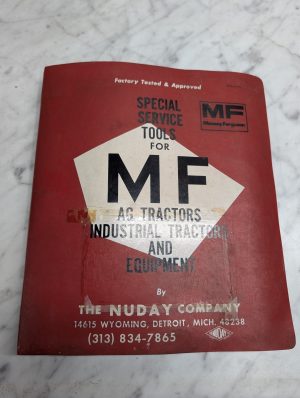 Factory Tested & Approved
SPECIAL
SERVICE
TOOLS
FOR
MF
Massey Ferguson
MF
AG TRACTORS
INDUSTRIAL TRACTORS
AND
EQUIPMENT
By
THE NUDAY COMPANY
14615 WYOMING, DETROIT, MICH. 48238
(313) 834-7865
NUDAY